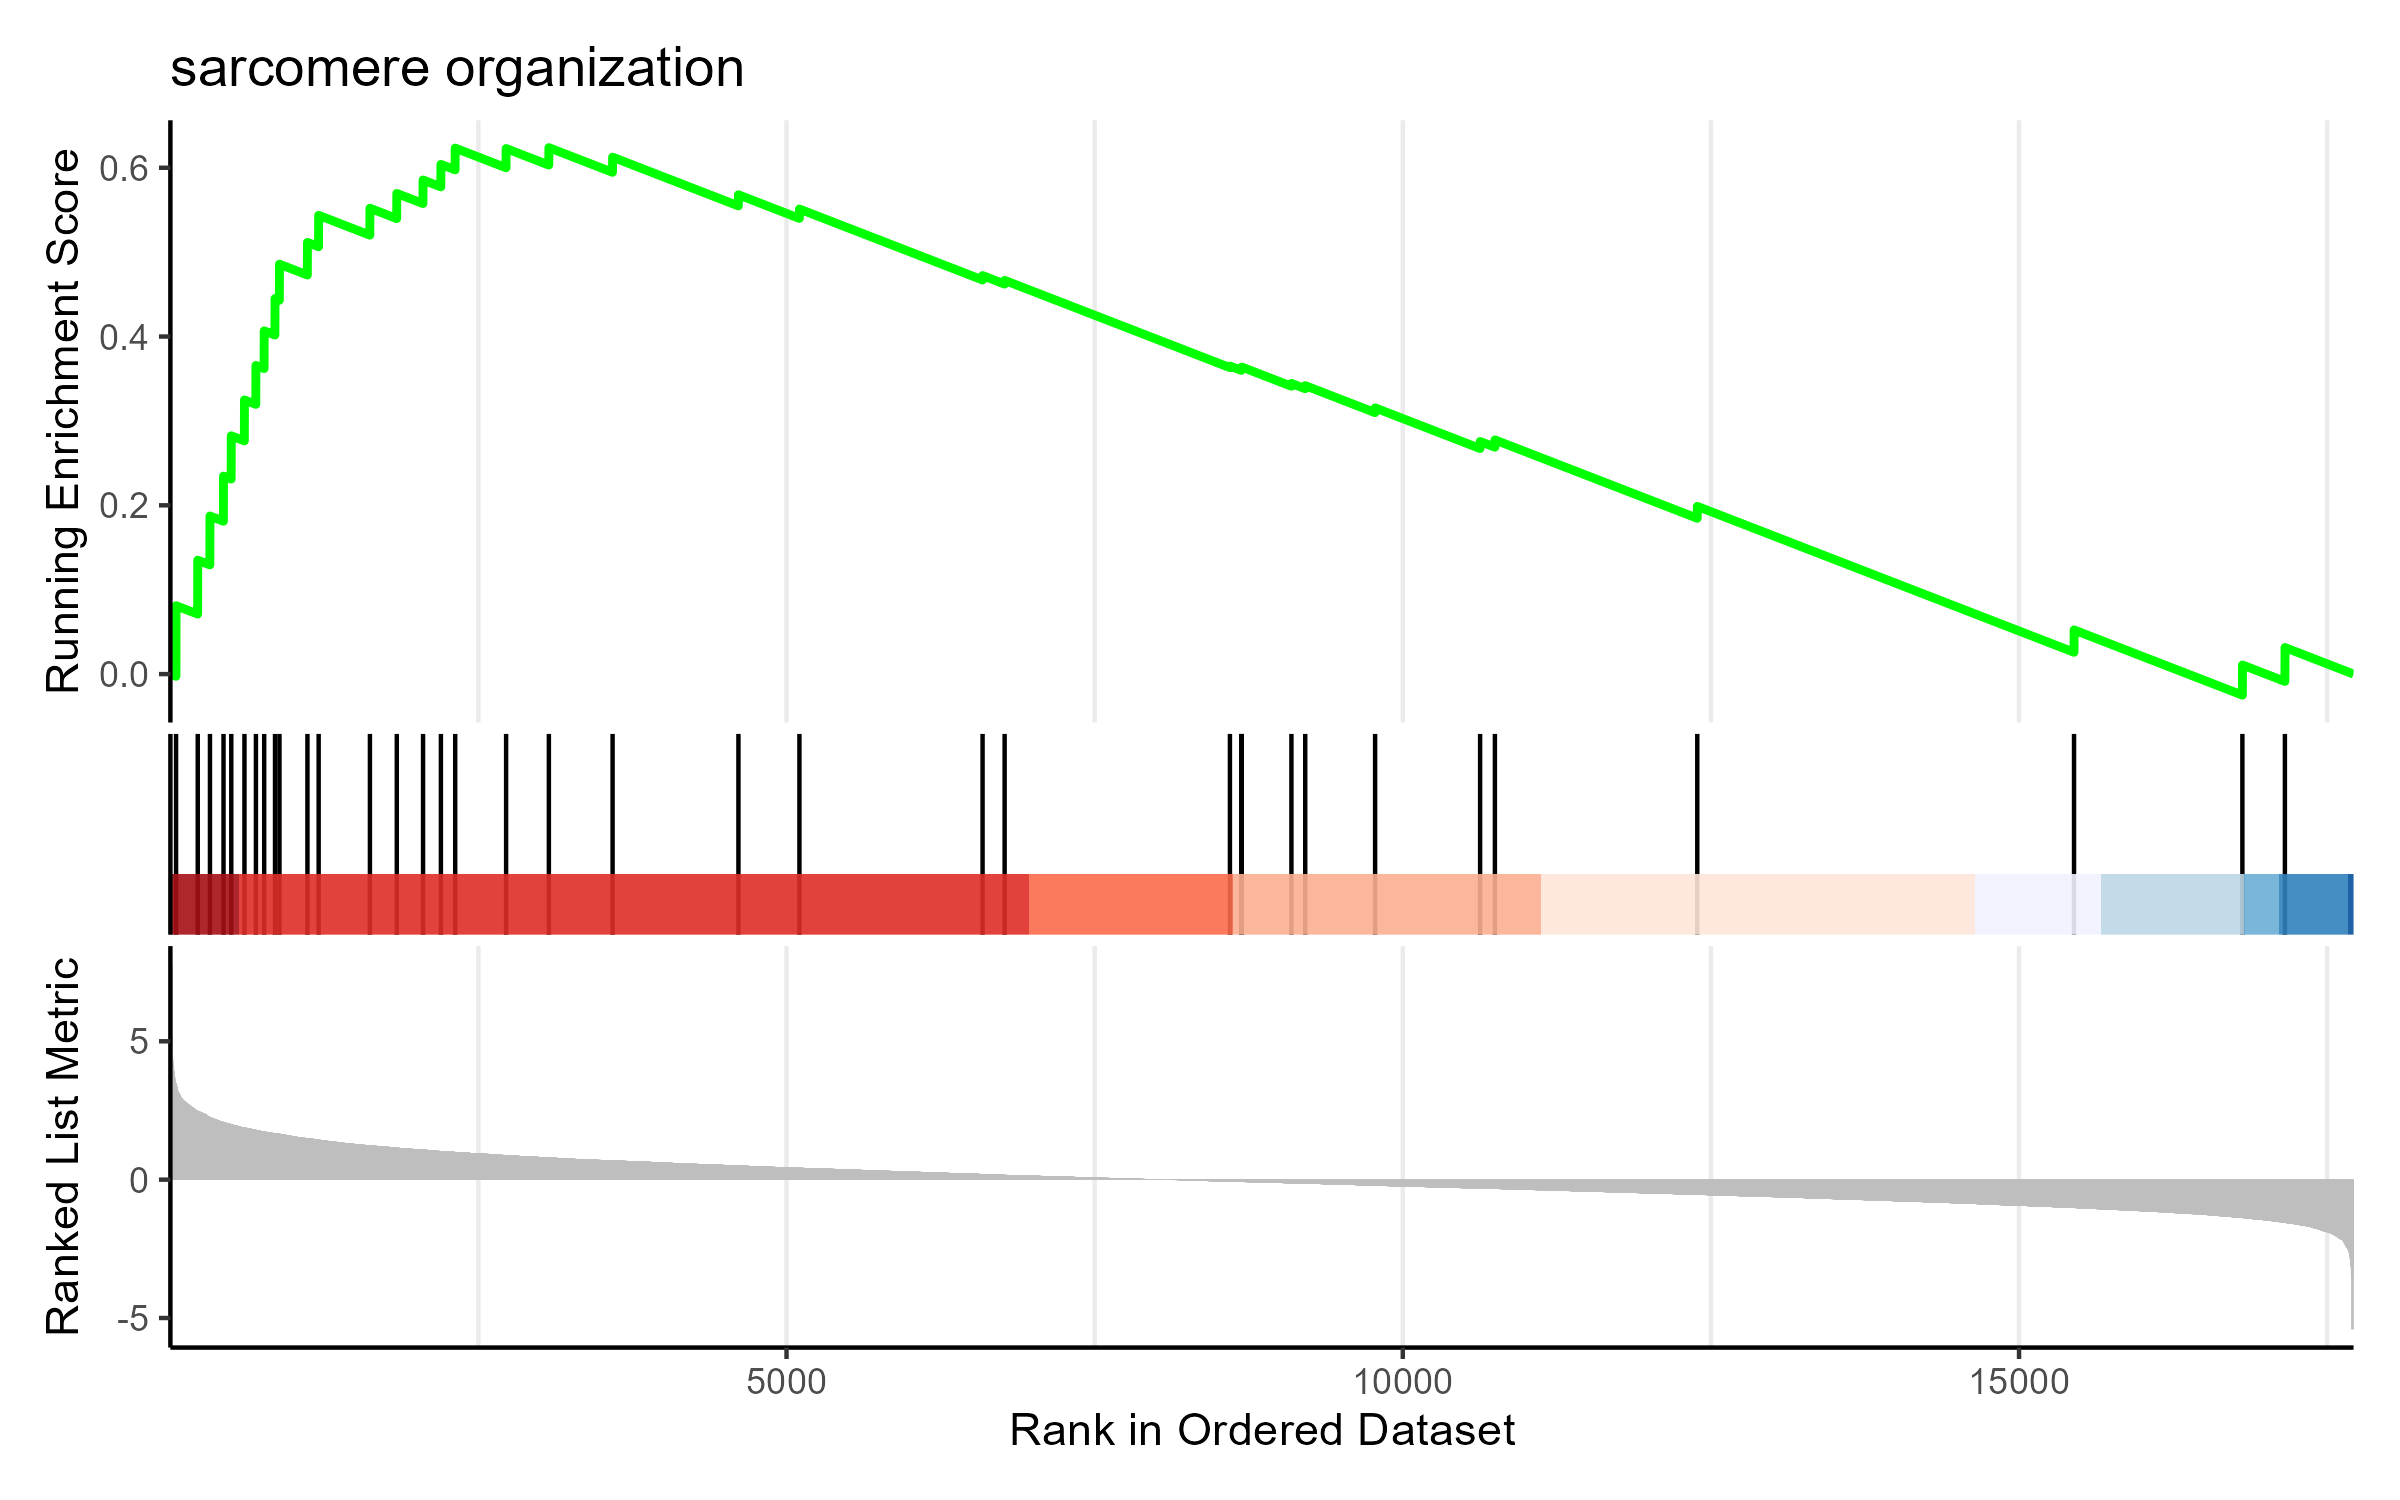 sarcomere organization
Running Enrichment Score
0.6
0.4
0.2
0.0
Ranked List Metric
5
0
-5
5000
10000
15000
Rank in Ordered Dataset